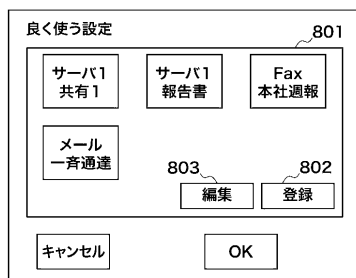 良く使う設定
801
サーバ1
共有1
サーバ1
報告書
Fax
本社週報
メール
一斉通達
803
802
編集
登録
キャンセル
OK